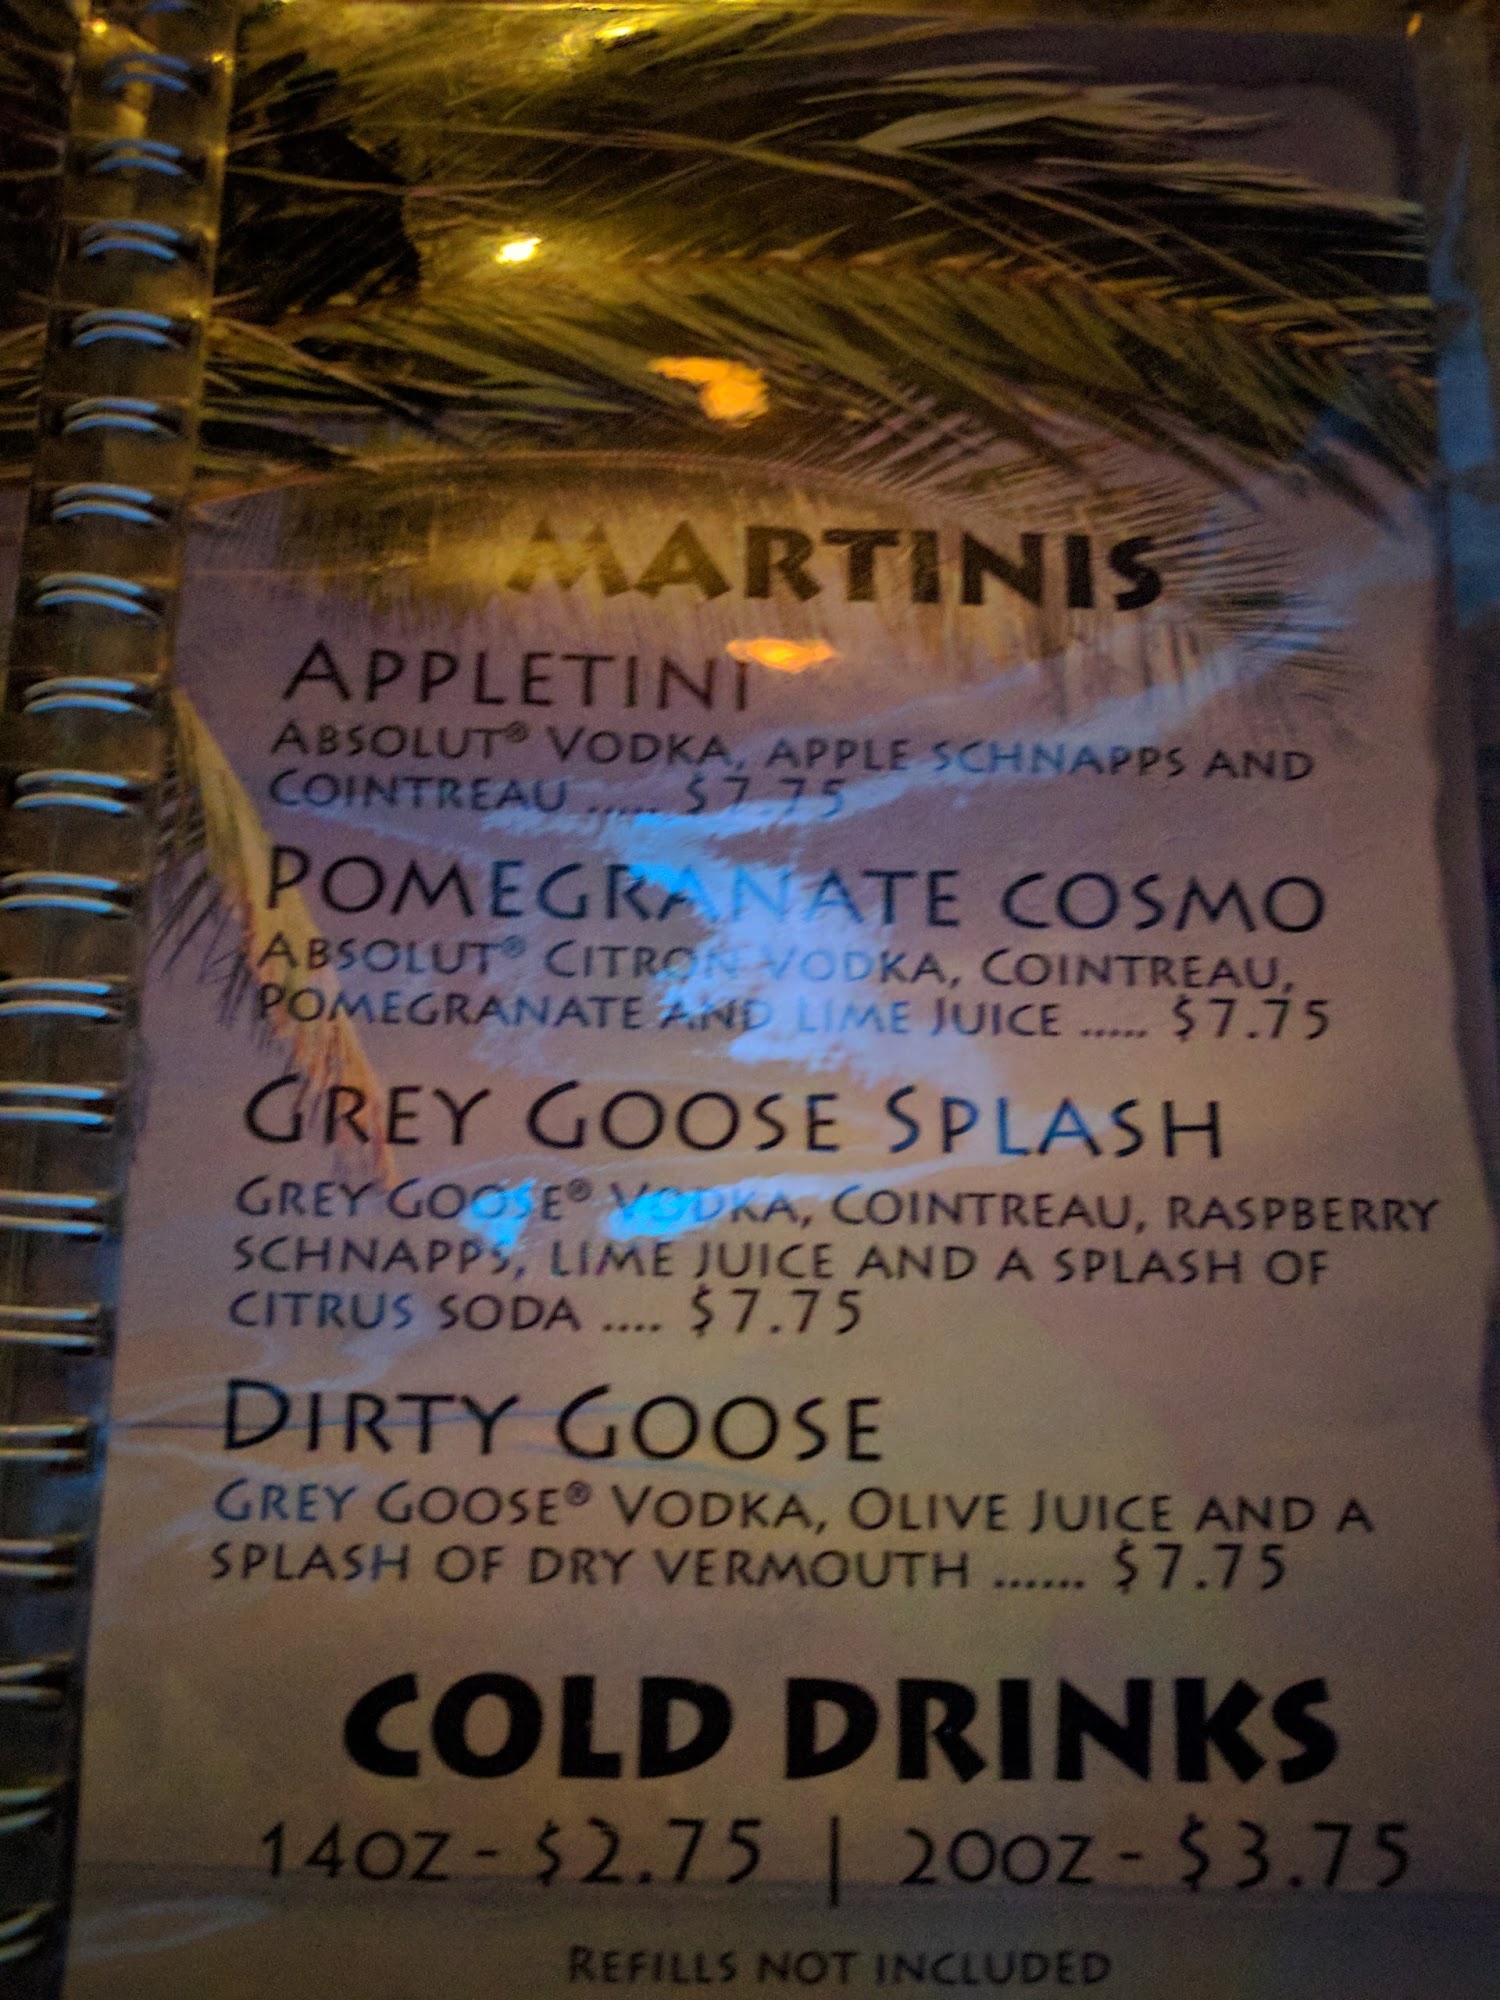 MARTINIS
APPLETINI
ABSOLUT® VODKA, APPLE SCHNAPPS AND
COINTREAU ..... $7.75
POMEGRANATE COSMO
ABSOLUT® CITRON VODKA, COINTREAU,
POMEGRANATE AND LIME JUICE ..... $7.75
GREY GOOSE SPLASH
GREY GOOSE® VODKA, COINTREAU, RASPBERRY
SCHNAPPS, LIME JUICE AND A SPLASH OF
CITRUS SODA .... $7.75
DIRTY GOOSE
GREY GOOSE® VODKA, OLIVE JUICE AND A
SPLASH OF DRY VERMOUTH ...... $7.75
COLD DRINKS
14OZ - $2.75 | 20OZ - $3.75
REFILLS NOT INCLUDED